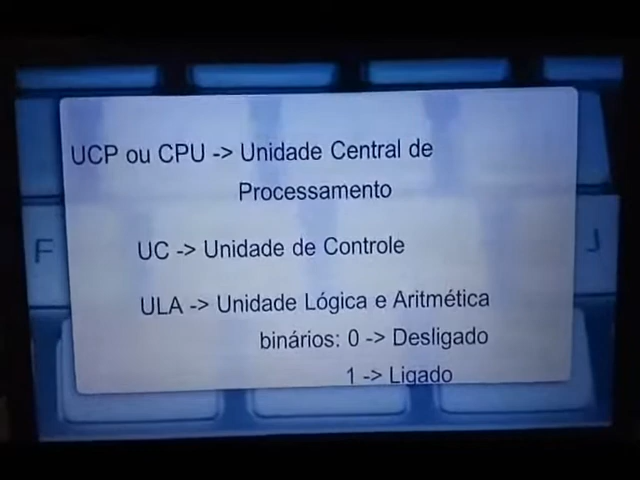 UCP ou CPU -> Unidade Central de
Processamento
F
J
UC -> Unidade de Controle
ULA -> Unidade Lógica e Aritmética
binários: 0 -> Desligado
1 -> Ligado